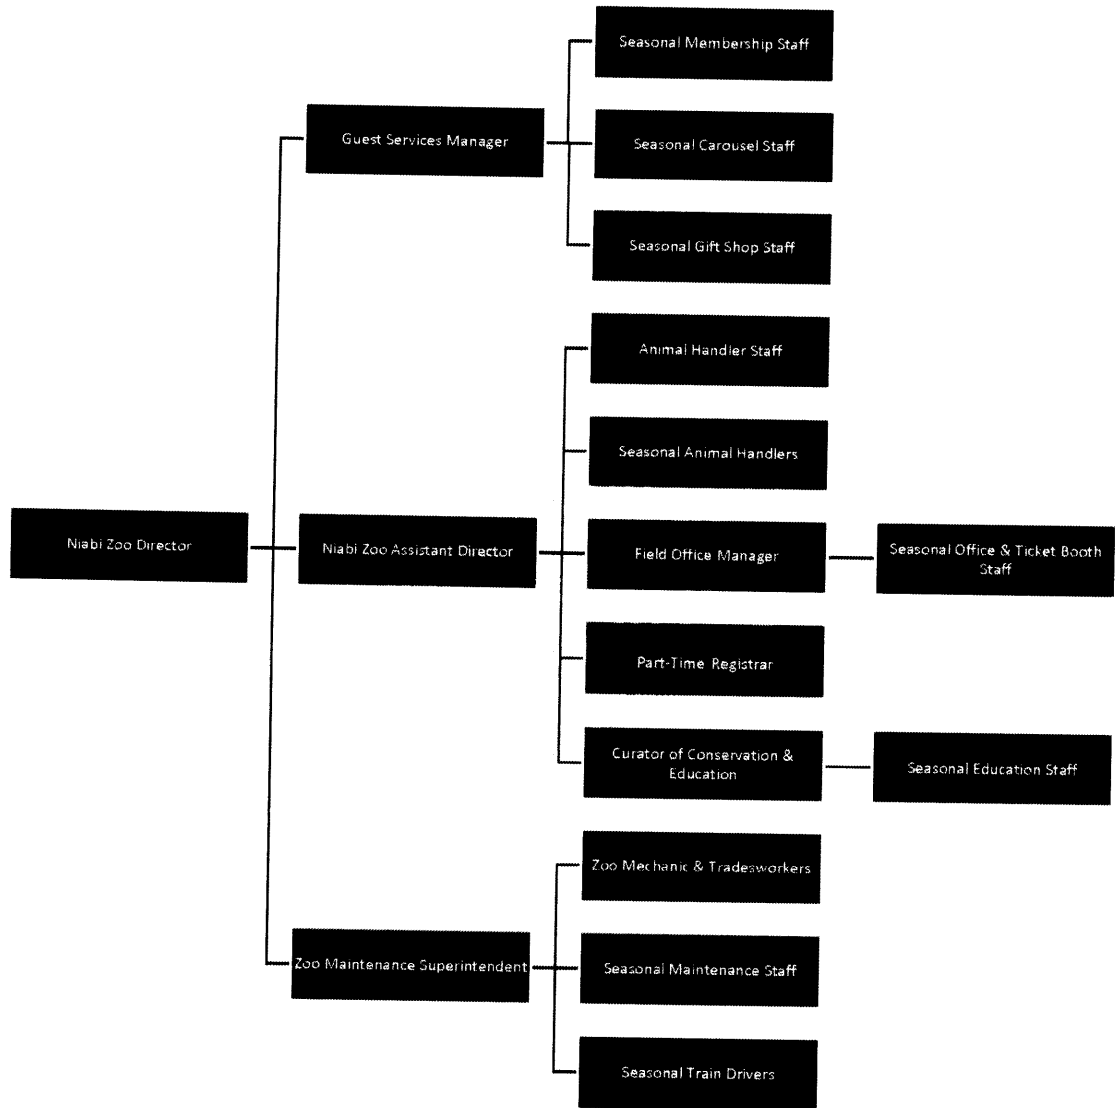 Seasonal Membership Staff
Guest Services Manager
Seasonal Carousel Staff
Seasonal Gift Shop Staff
Animal Handler Staff
Seasonal Animal Handlers
Niabi Zoo Director
Niabi Zoo Assistant Director
Field Office Manager
Seasonal Office & Ticket Booth
Staff
Part-Time Registrar
Curator of Conservation &
Education
Seasonal Education Staff
Zoo Mechanic & Tradesworkers
Zoo Maintenance Superintendent
Seasonal Maintenance Staff
Seasonal Train Drivers